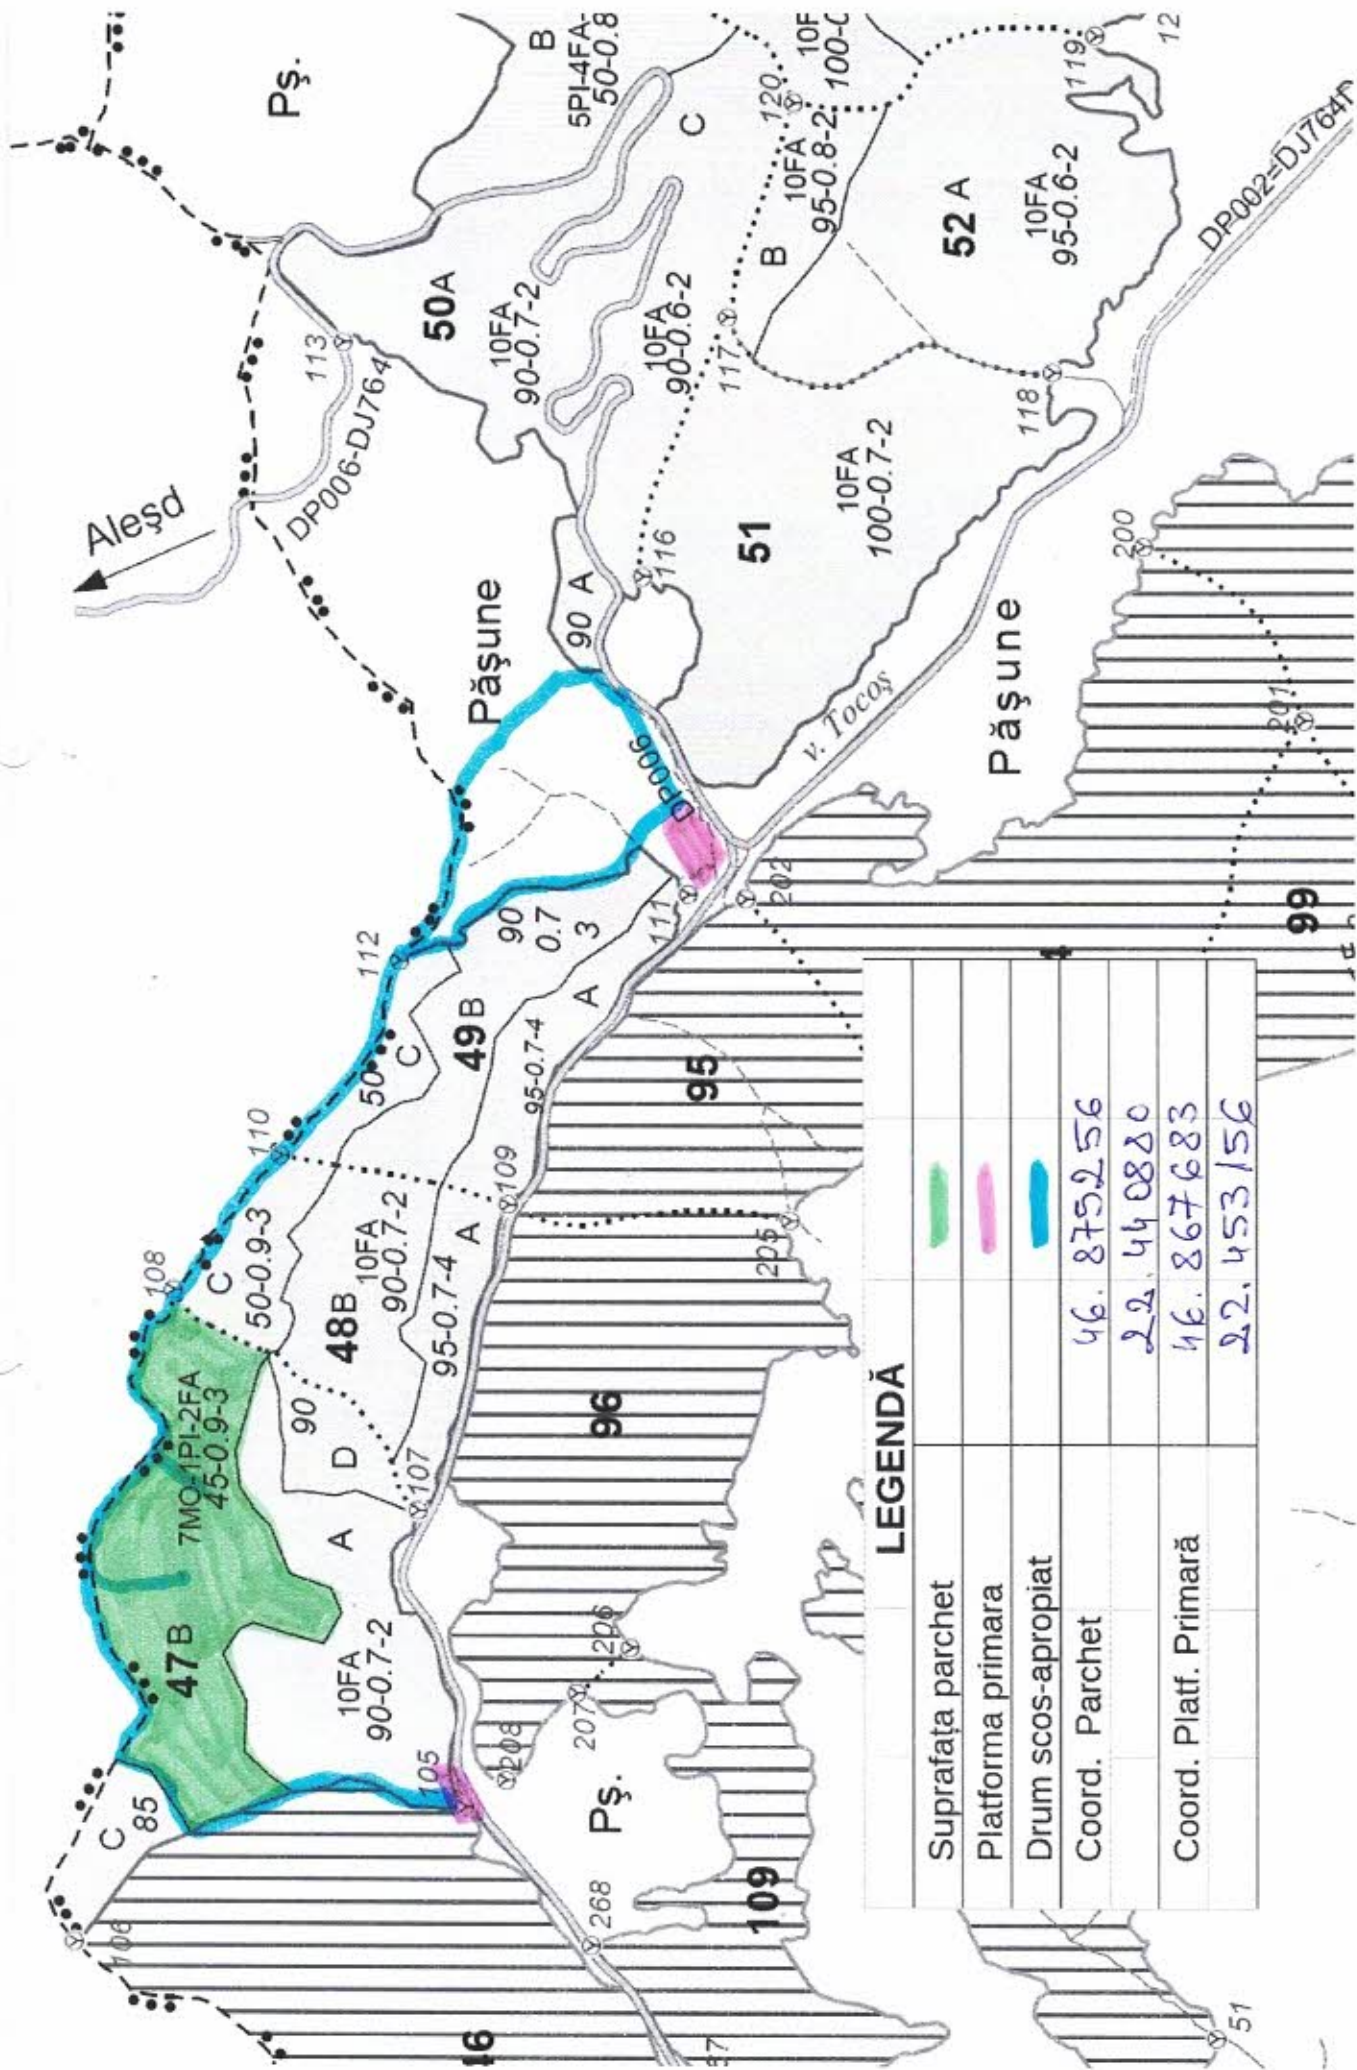 Aleşd
Pş.
113
DP006-DJ764
50A
10FA
90-0.7-2
B
5PI-4FA-
50-0.8
C
10FA
90-0.6-2
120
10FA
95-0.8-2
B
117
119
12
52 A
10FA
95-0.6-2
118
DP002=DJ764
Păşune
90 A
116
51
10FA
100-0.7-2
v. Tocoş
DP006
Păşune
200
201
202
99
112
110
108
111
90
0.7
3
A
49B
50
C
95-0.7-4
109
95
205
C
50-0.9-3
48B
10FA
90-0.7-2
A
95-0.7-4
90
D
107
96
7MO-1PI-2FA
45-0.9-3
47B
A
10FA
90-0.7-2
105
206
207
208
Pş.
C
85
106
268
109
16
51
LEGENDĂ
Suprafaţa parchet
Platforma primara
Drum scos-apropiat
Coord. Parchet
46.875256
22.440880
Coord. Platf. Primară
46.867683
22.453156